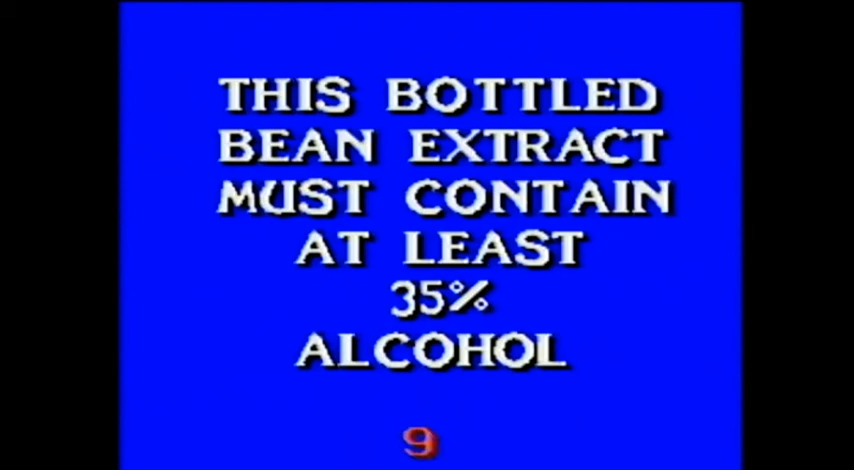 THIS BOTTLED
BEAN EXTRACT
MUST CONTAIN
AT LEAST
35%
ALCOHOL
9